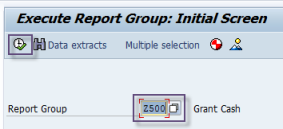 Execute Report Group: Initial Screen
Data extracts Multiple selection
Report Group Z500 Grant Cash